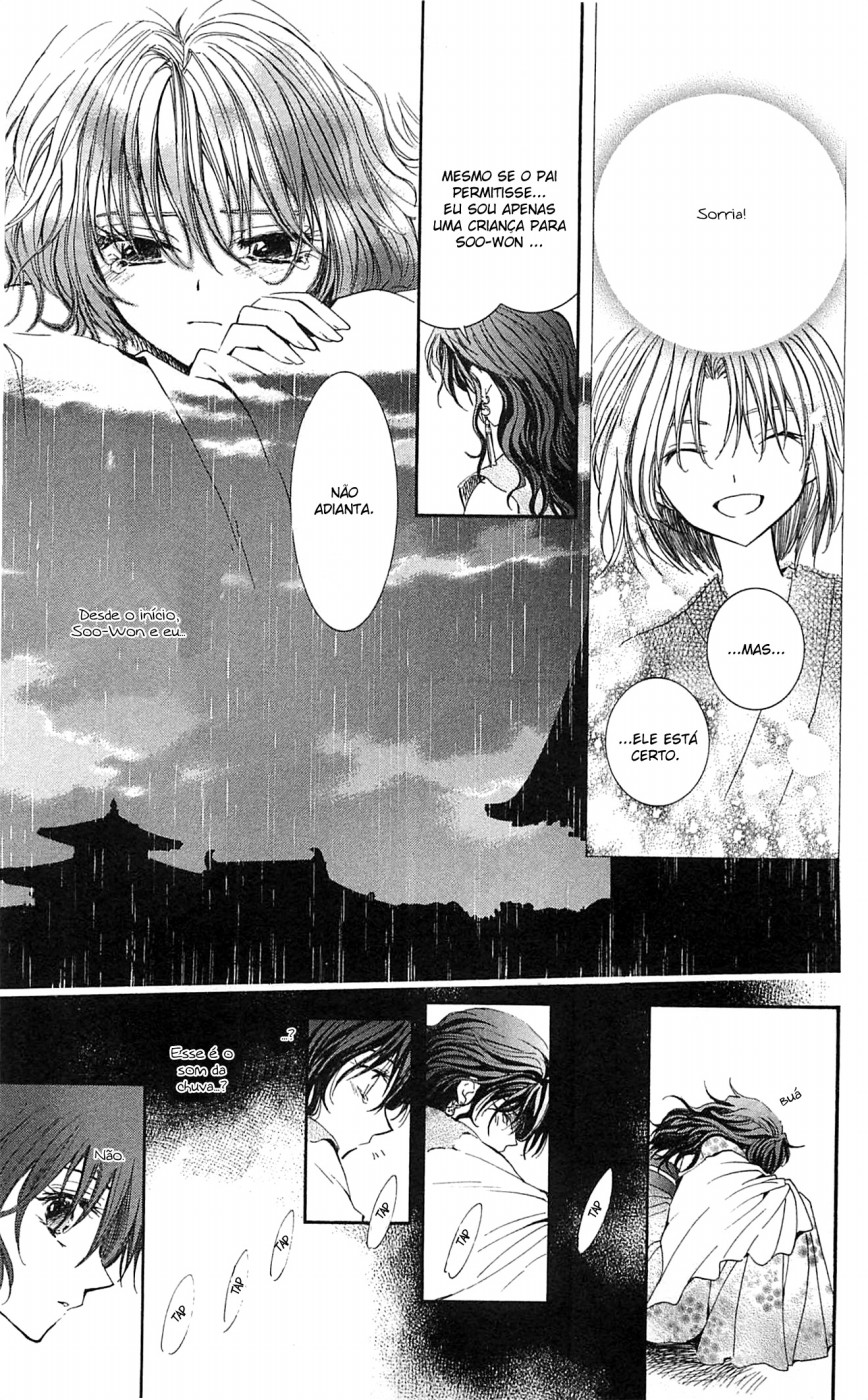 Sorria!
...MAS...
...ELE ESTÁ
CERTO.
MESMO SE O PAI
PERMITISSE...
EU SOU APENAS
UMA CRIANÇA PARA
SOO-WON ...
NÃO
ADIANTA.
Desde o início,
Soo-Won e eu..
BUÁ
TAP
TAP
TAP
...?
Esse é o
som da
chuva..?
TAP
TAP
TAP
Não.